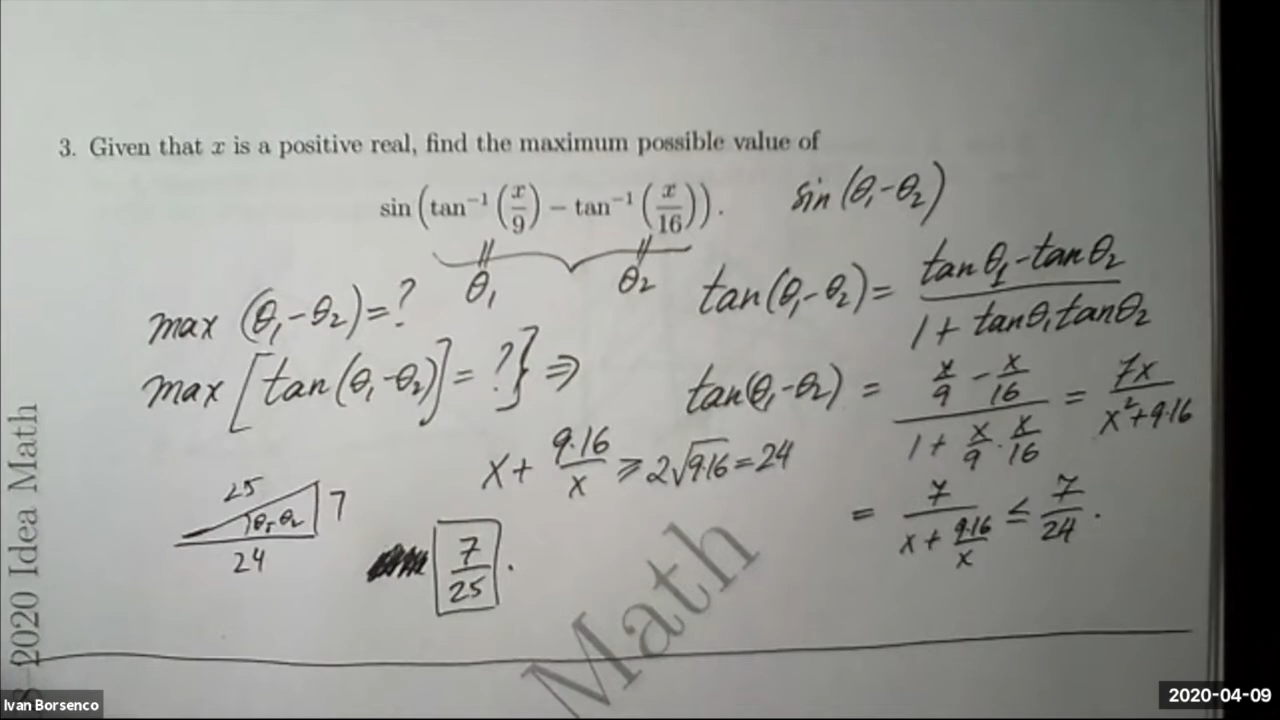 3. Given that x is a positive real, find the maximum possible value of
sin (tan⁻¹ (x/9) − tan⁻¹ (x/16)).
sin (θ₁-θ₂)
θ₁
θ₂
max (θ₁-θ₂)=?
tan(θ₁-θ₂)= (tanθ₁-tanθ₂)/(1+tanθ₁tanθ₂)
max [tan(θ₁-θ₂)]= ?} ⇒
tan(θ₁-θ₂) = (x/9 - x/16)/(1+ x/9 · x/16) = 7x/(x²+9·16)
x+ 9·16/x ⩾ 2√9·16=24
= 7/(x+ 9·16/x) ≤ 7/24.
25
θ₁-θ₂
7
24
7/25.
2020 Idea Math
Math
Ivan Borsenco
2020-04-09